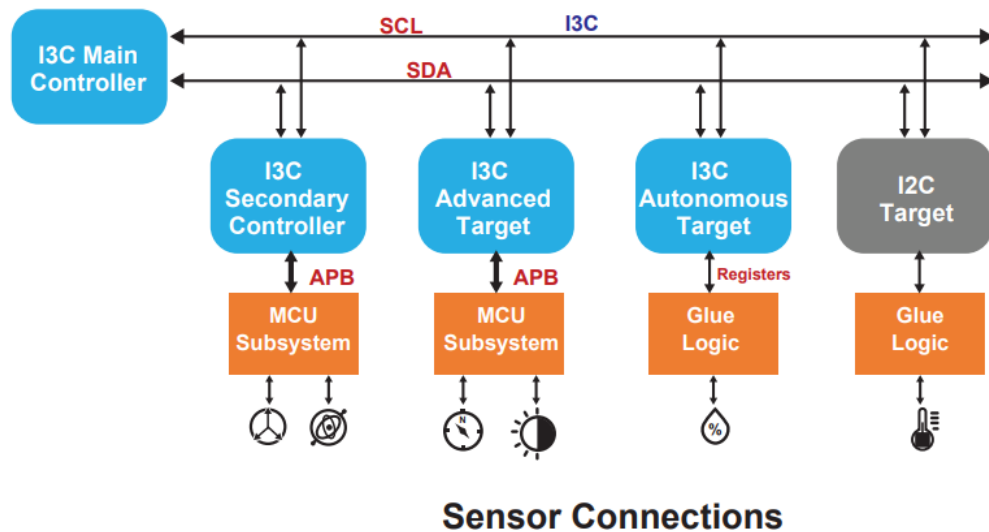 SCL
I3C
I3C Main
Controller
SDA
I3C
Secondary
Controller
I3C
Advanced
Target
I3C
Autonomous
Target
I2C
Target
APB
APB
Registers
MCU
Subsystem
MCU
Subsystem
Glue
Logic
Glue
Logic
N
%
Sensor Connections